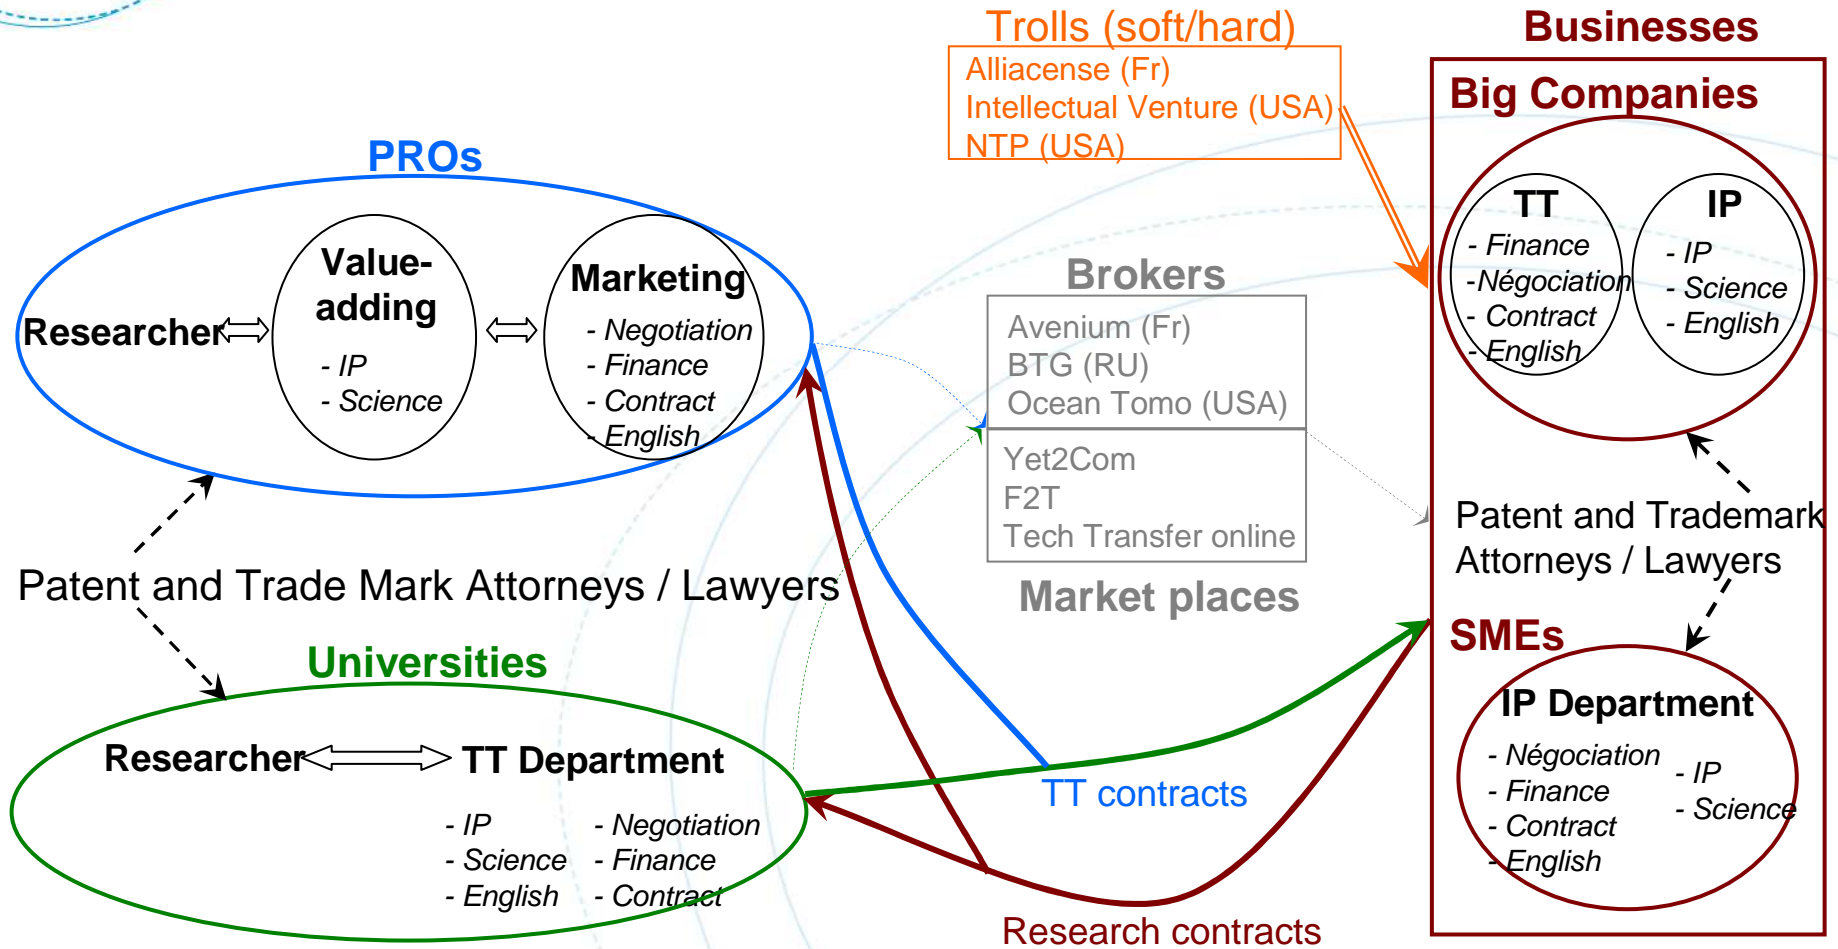 Trolls (soft/hard)
Alliacense (Fr)
Intellectual Venture (USA)
NTP (USA)
Businesses
Big Companies
TT
- Finance
-Négociation
- Contract
- English
IP
- IP
- Science
- English
PROs
Researcher
Value-
adding
- IP
- Science
Marketing
- Negotiation
- Finance
- Contract
- English
Brokers
Avenium (Fr)
BTG (RU)
Ocean Tomo (USA)
Yet2Com
F2T
Tech Transfer online
Market places
Patent and Trademark
Attorneys / Lawyers
Patent and Trade Mark Attorneys / Lawyers
Universities
Researcher
TT Department
- IP
- Science
- English
- Negotiation
- Finance
- Contract
TT contracts
Research contracts
SMEs
IP Department
- Négociation
- Finance
- Contract
- English
- IP
- Science